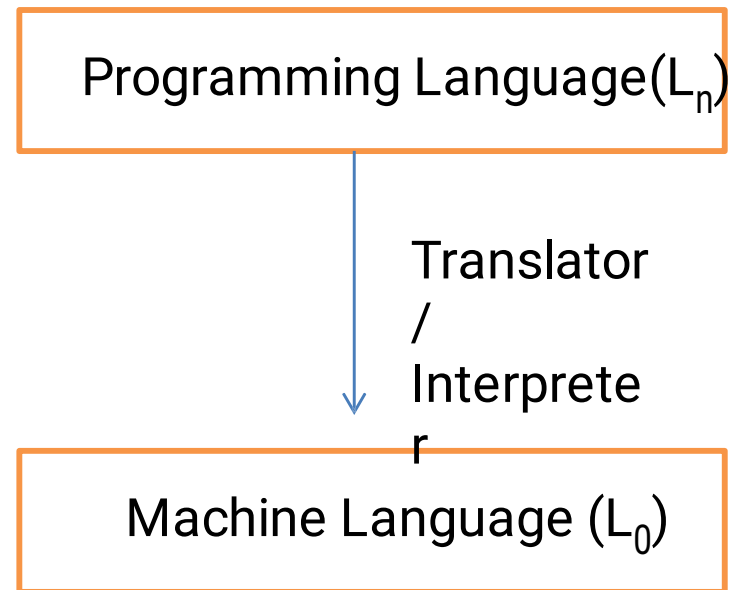 Programming Language(Lₙ)
Translator
/
Interprete
r
Machine Language (L₀)